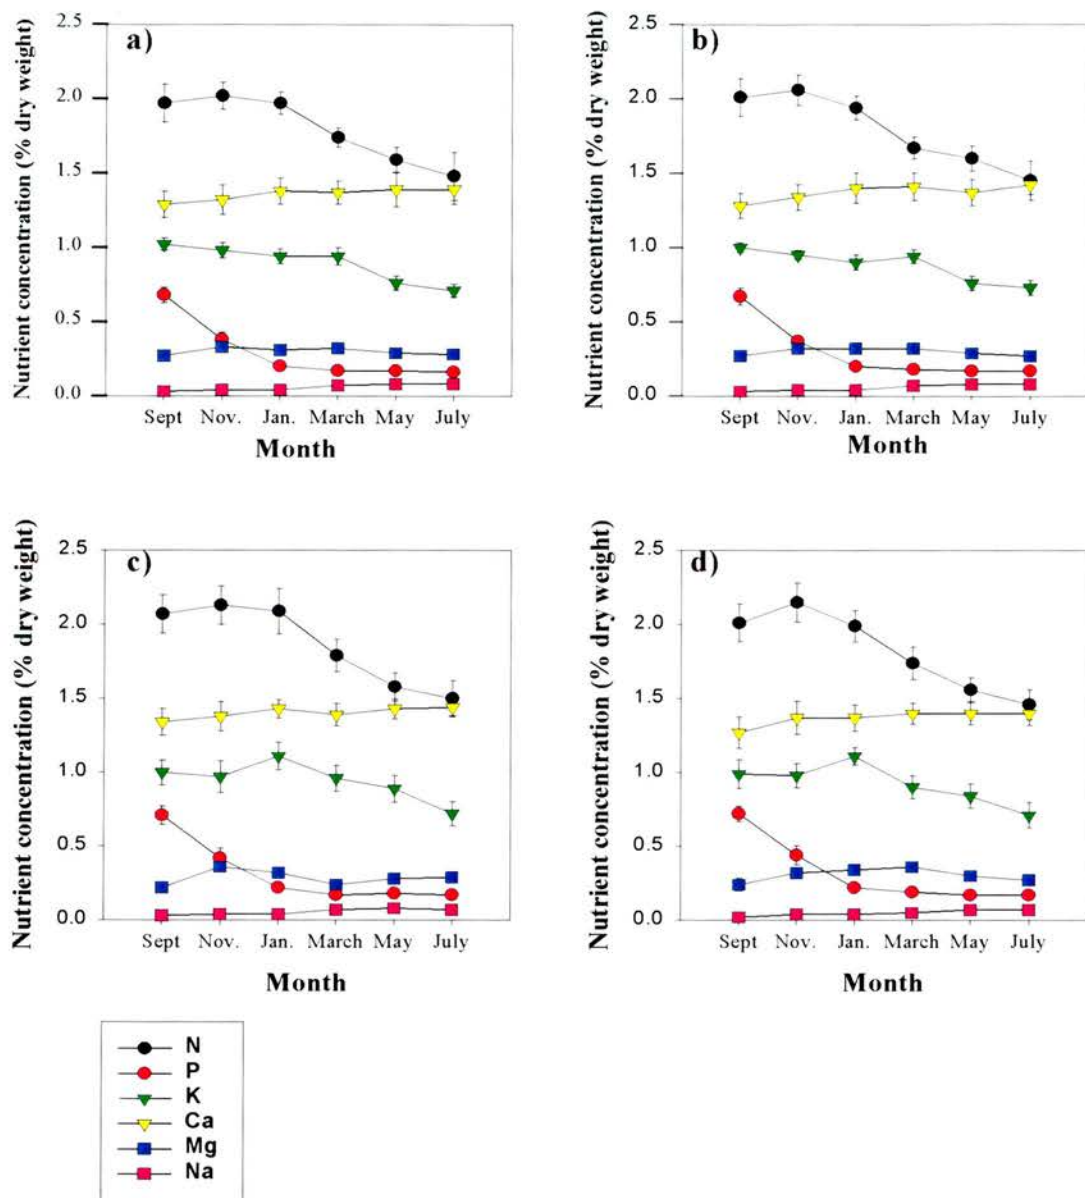 a)
Nutrient concentration (% dry weight)
2.5
2.0
1.5
1.0
0.5
0.0
Sept Nov. Jan. March May July
Month
b)
Nutrient concentration (% dry weight)
2.5
2.0
1.5
1.0
0.5
0.0
Sept Nov. Jan. March May July
Month
c)
Nutrient concentration (% dry weight)
2.5
2.0
1.5
1.0
0.5
0.0
Sept Nov. Jan. March May July
Month
d)
Nutrient concentration (% dry weight)
2.5
2.0
1.5
1.0
0.5
0.0
Sept Nov. Jan. March May July
Month
N
P
K
Ca
Mg
Na